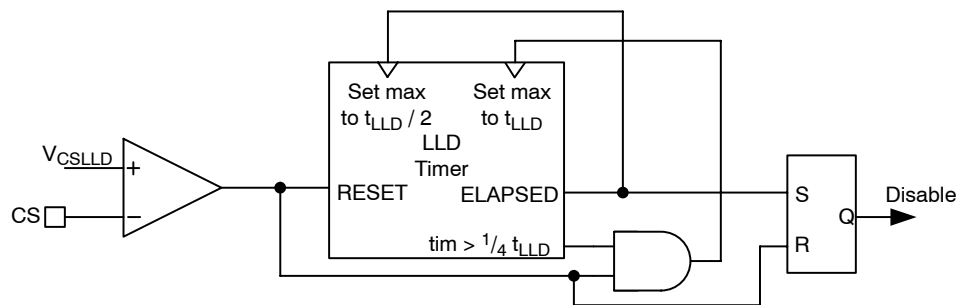 Set max
to tLLD / 2
Set max
to tLLD
LLD
Timer
VCSLLD
+
CS
−
RESET
ELAPSED
tim > 1/4 tLLD
S
R
Q
Disable